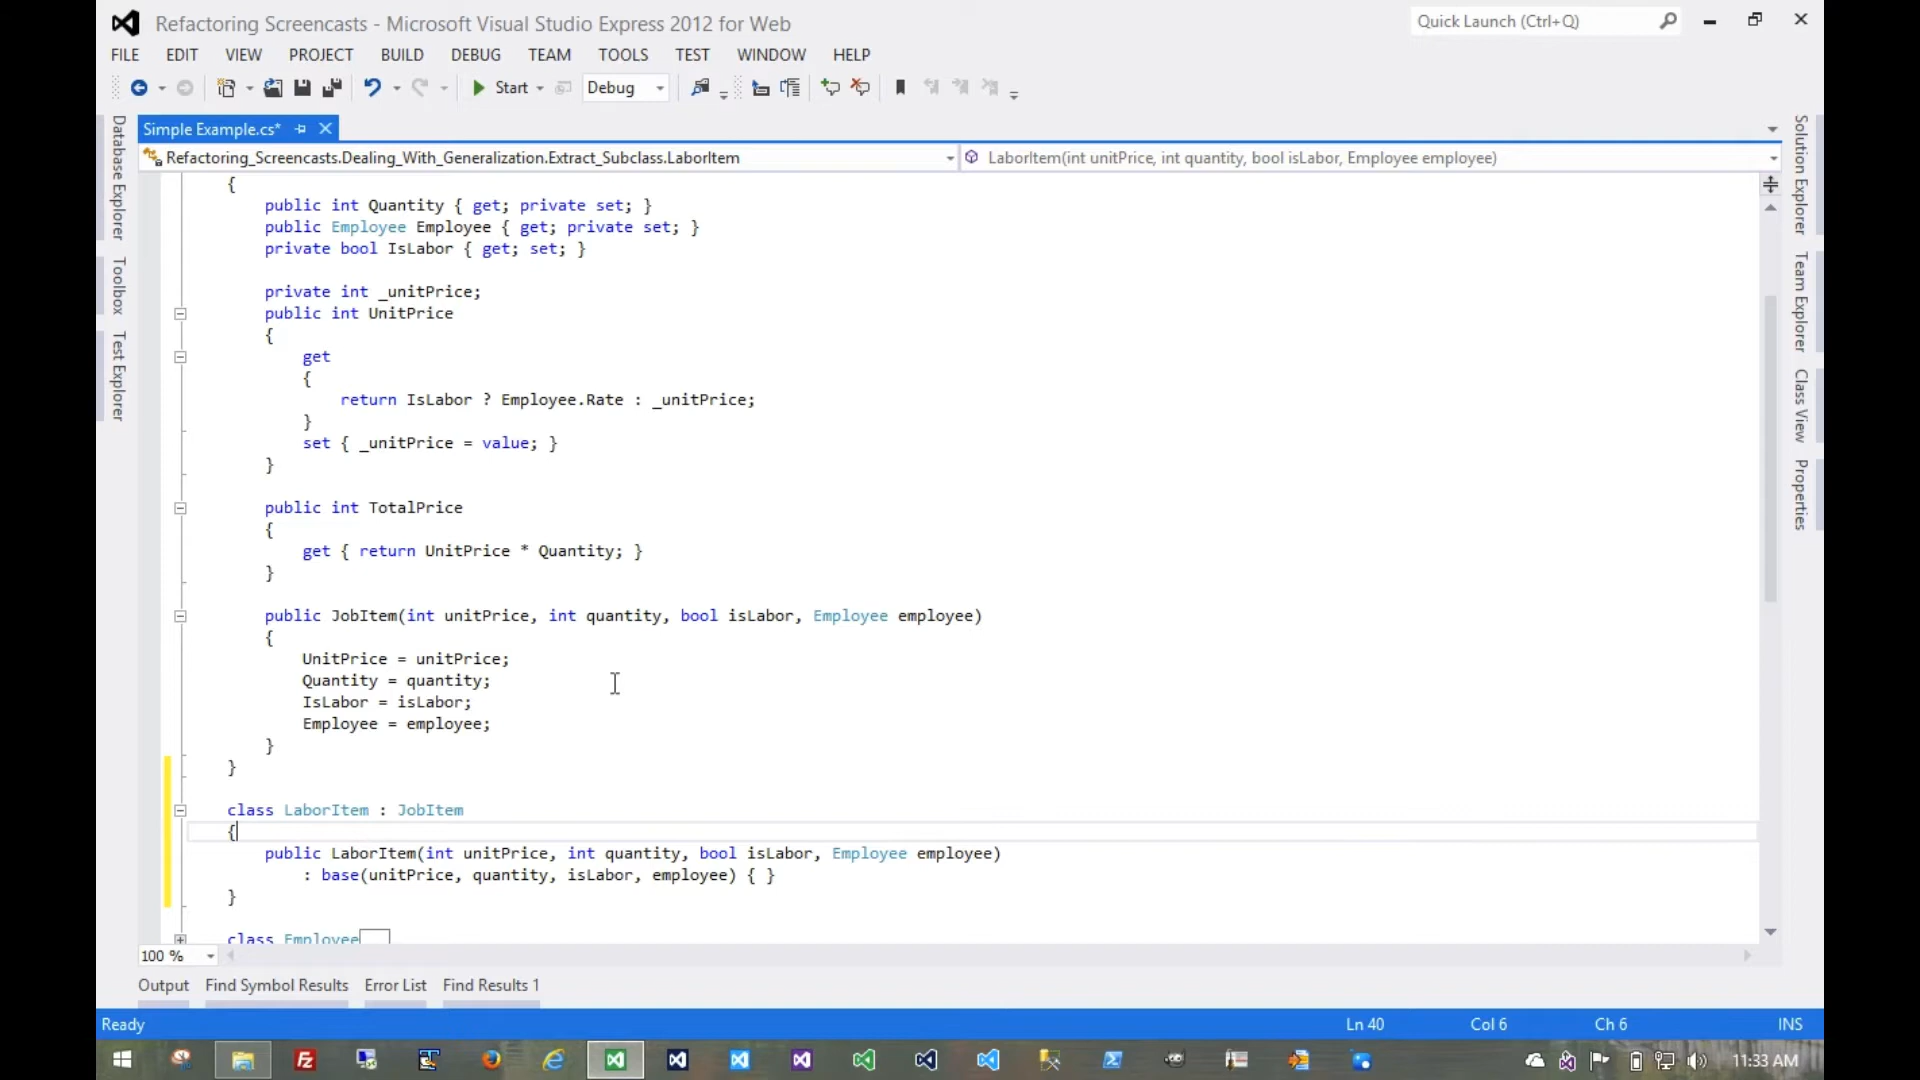 Refactoring Screencasts - Microsoft Visual Studio Express 2012 for Web
Quick Launch (Ctrl+Q)
FILE EDIT VIEW PROJECT BUILD DEBUG TEAM TOOLS TEST WINDOW HELP
Start Debug
Simple Example.cs*
Refactoring_Screencasts.Dealing_With_Generalization.Extract_Subclass.LaborItem
LaborItem(int unitPrice, int quantity, bool isLabor, Employee employee)
Database Explorer
Toolbox
Test Explorer
{
public int Quantity { get; private set; }
public Employee Employee { get; private set; }
private bool IsLabor { get; set; }
private int _unitPrice;
public int UnitPrice
{
get
{
return IsLabor ? Employee.Rate : _unitPrice;
}
set { _unitPrice = value; }
}
public int TotalPrice
{
get { return UnitPrice * Quantity; }
}
public JobItem(int unitPrice, int quantity, bool isLabor, Employee employee)
{
UnitPrice = unitPrice;
Quantity = quantity;
IsLabor = isLabor;
Employee = employee;
}
}
class LaborItem : JobItem
{
public LaborItem(int unitPrice, int quantity, bool isLabor, Employee employee)
: base(unitPrice, quantity, isLabor, employee) { }
}
class Employee
Solution Explorer
Team Explorer
Class View
Properties
100 %
Output Find Symbol Results Error List Find Results 1
Ready Ln 40 Col 6 Ch 6 INS
11:33 AM